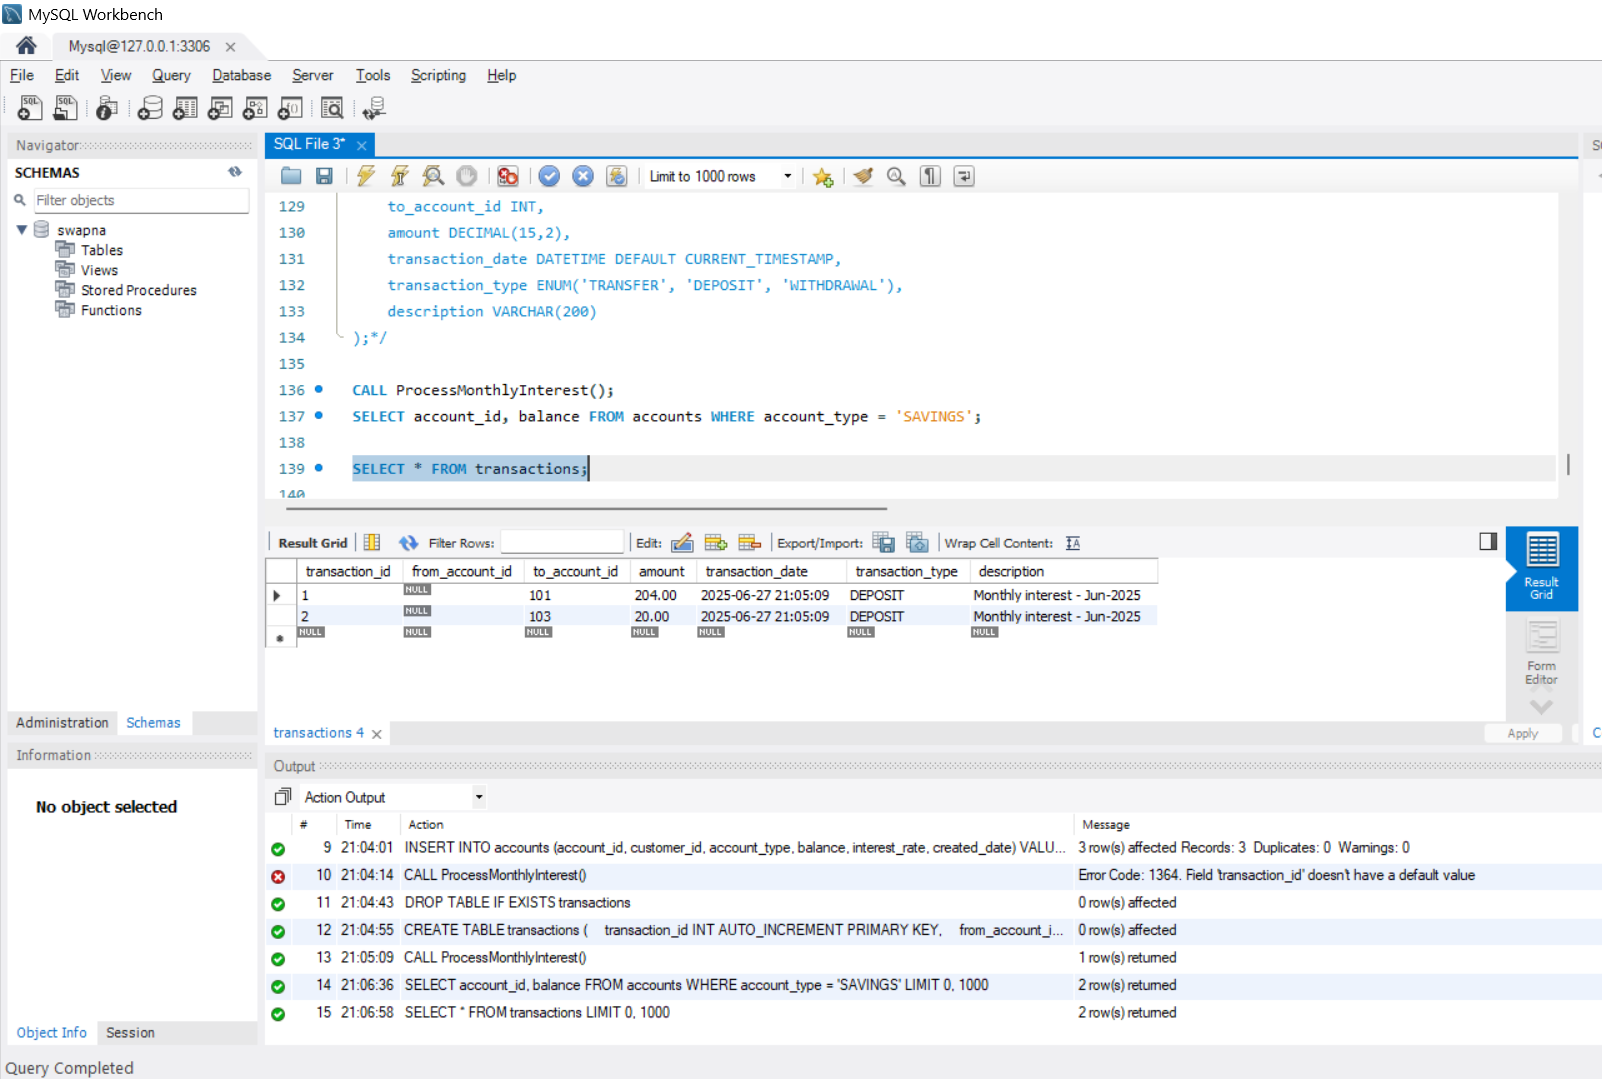 MySQL Workbench
Mysql@127.0.0.1:3306
File Edit View Query Database Server Tools Scripting Help
Navigator
SCHEMAS
Filter objects
swapna
Tables
Views
Stored Procedures
Functions
Administration Schemas
Information
No object selected
Object Info Session
SQL File 3*
Limit to 1000 rows
129 to_account_id INT,
130 amount DECIMAL(15,2),
131 transaction_date DATETIME DEFAULT CURRENT_TIMESTAMP,
132 transaction_type ENUM('TRANSFER', 'DEPOSIT', 'WITHDRAWAL'),
133 description VARCHAR(200)
134 );*/
135
136 CALL ProcessMonthlyInterest();
137 SELECT account_id, balance FROM accounts WHERE account_type = 'SAVINGS';
138
139 SELECT * FROM transactions;
140
Result Grid Filter Rows: Edit: Export/Import: Wrap Cell Content:
transaction_id from_account_id to_account_id amount transaction_date transaction_type description
1 NULL 101 204.00 2025-06-27 21:05:09 DEPOSIT Monthly interest - Jun-2025
2 NULL 103 20.00 2025-06-27 21:05:09 DEPOSIT Monthly interest - Jun-2025
NULL NULL NULL NULL NULL NULL NULL
Result
Grid
Form
Editor
transactions 4
Apply
Output
Action Output
# Time Action Message
9 21:04:01 INSERT INTO accounts (account_id, customer_id, account_type, balance, interest_rate, created_date) VALU... 3 row(s) affected Records: 3 Duplicates: 0 Warnings: 0
10 21:04:14 CALL ProcessMonthlyInterest() Error Code: 1364. Field 'transaction_id' doesn't have a default value
11 21:04:43 DROP TABLE IF EXISTS transactions 0 row(s) affected
12 21:04:55 CREATE TABLE transactions ( transaction_id INT AUTO_INCREMENT PRIMARY KEY, from_account_i... 0 row(s) affected
13 21:05:09 CALL ProcessMonthlyInterest() 1 row(s) returned
14 21:06:36 SELECT account_id, balance FROM accounts WHERE account_type = 'SAVINGS' LIMIT 0, 1000 2 row(s) returned
15 21:06:58 SELECT * FROM transactions LIMIT 0, 1000 2 row(s) returned
Query Completed